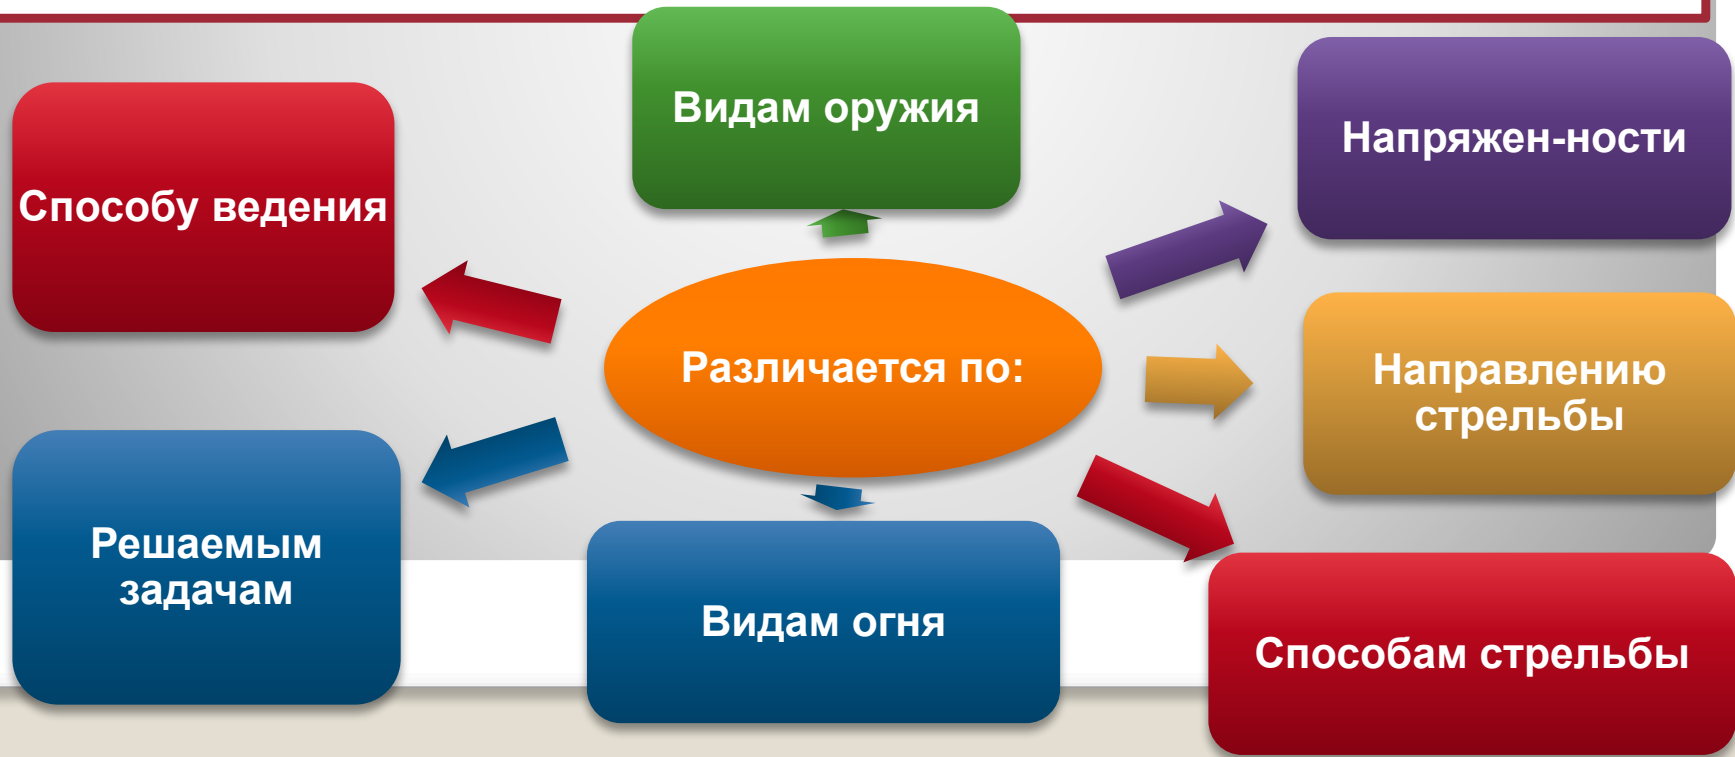 Видам оружия
Напряжен-ности
Способу ведения
Различается по:
Направлению
стрельбы
Решаемым
задачам
Видам огня
Способам стрельбы